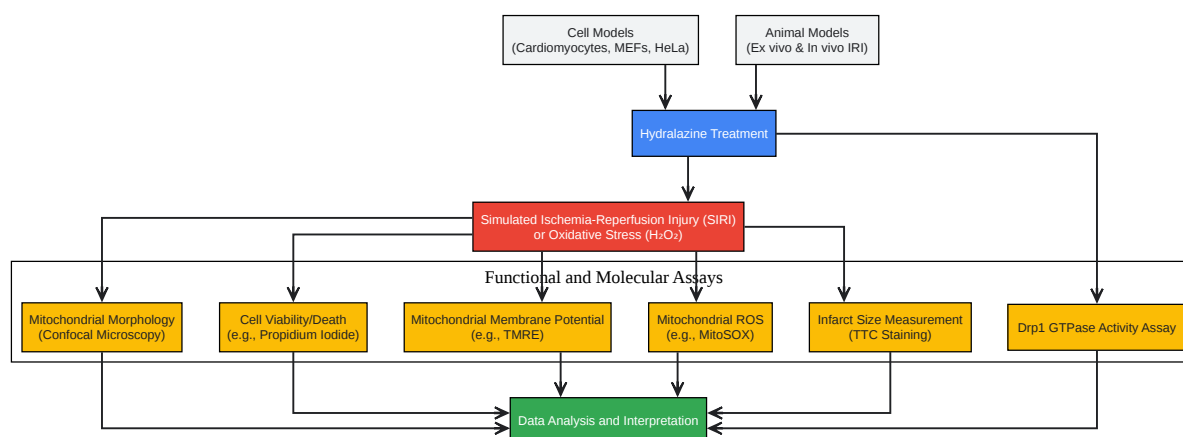 Cell Models
(Cardiomyocytes, MEFs, HeLa)
Animal Models
(Ex vivo & In vivo IRI)
Hydralazine Treatment
Simulated Ischemia-Reperfusion Injury (SIRI)
or Oxidative Stress (H₂O₂)
Functional and Molecular Assays
Mitochondrial Morphology
(Confocal Microscopy)
Cell Viability/Death
(e.g., Propidium Iodide)
Mitochondrial Membrane Potential
(e.g., TMRE)
Mitochondrial ROS
(e.g., MitoSOX)
Infarct Size Measurement
(TTC Staining)
Drp1 GTPase Activity Assay
Data Analysis and Interpretation